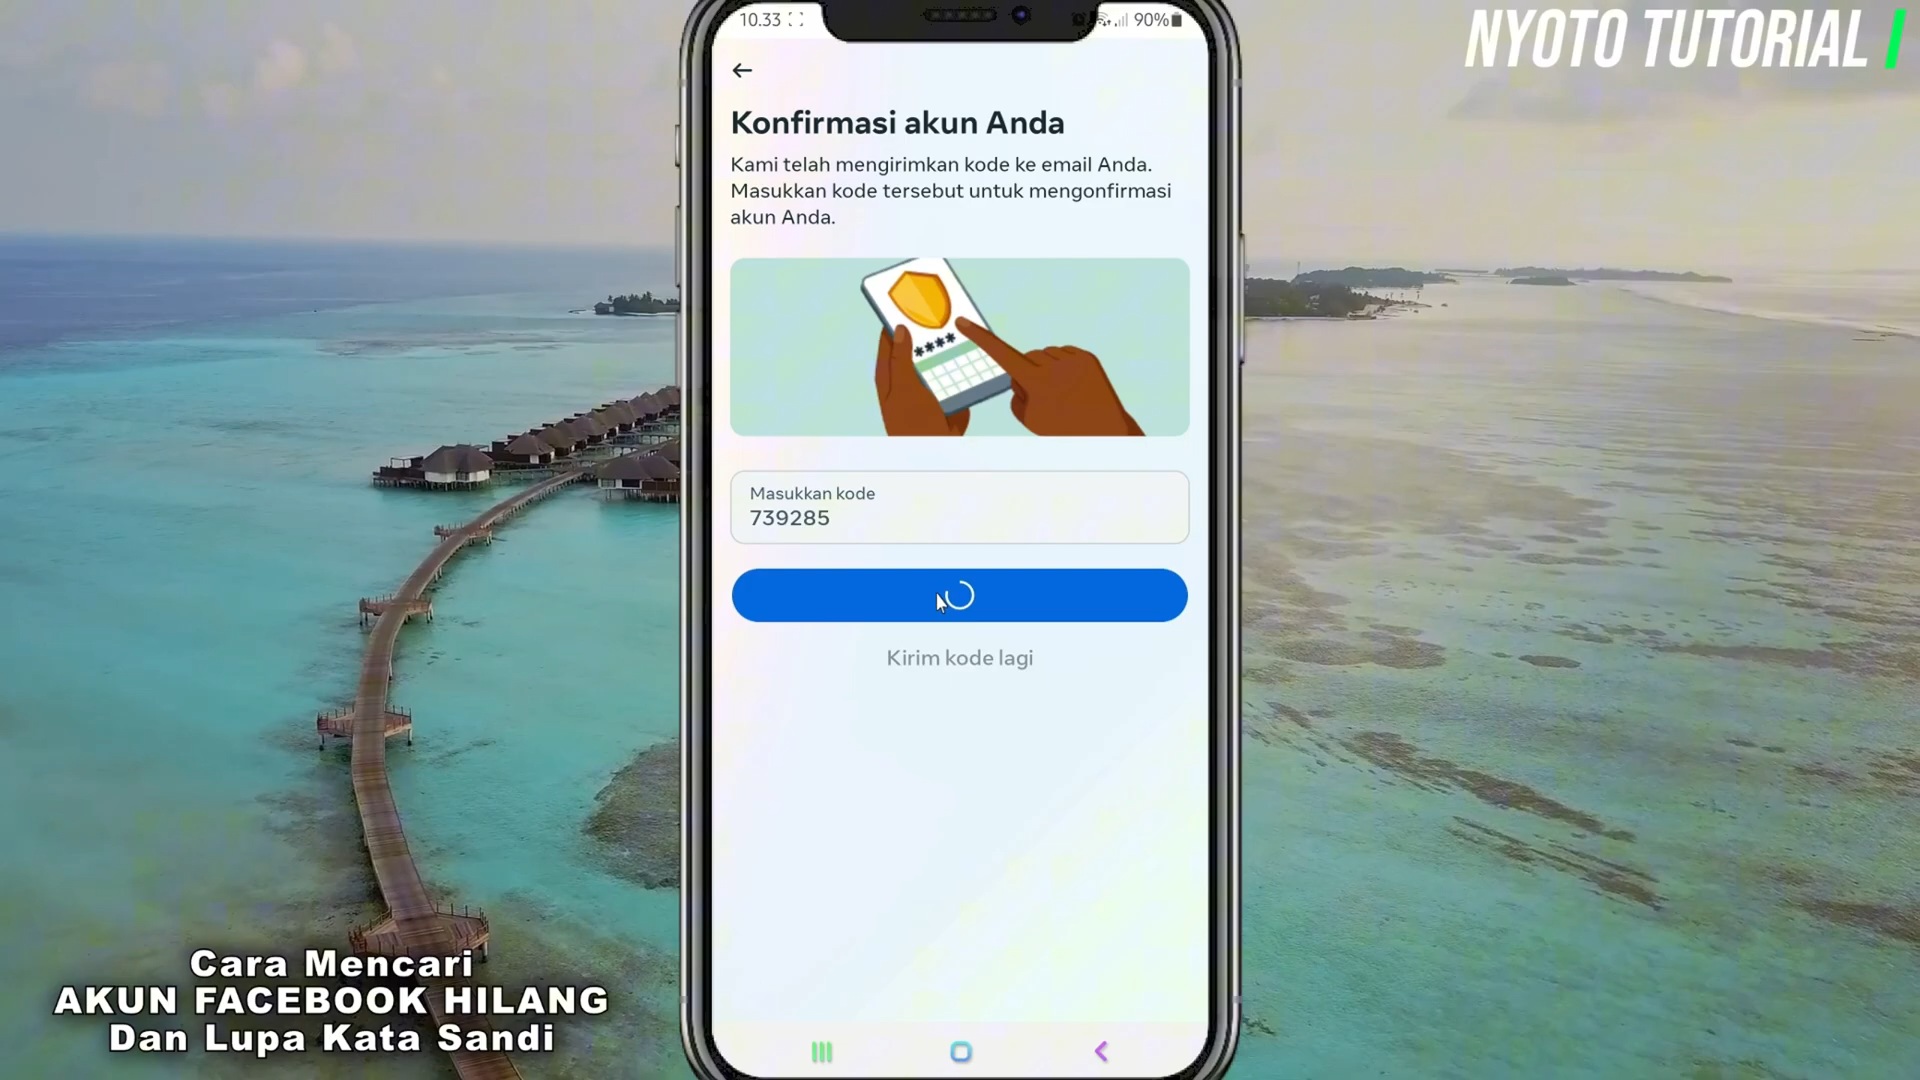 10.33
90%
NYOTO TUTORIAL
Konfirmasi akun Anda
Kami telah mengirimkan kode ke email Anda.
Masukkan kode tersebut untuk mengonfirmasi
akun Anda.
****
Masukkan kode
739285
Kirim kode lagi
Cara Mencari
AKUN FACEBOOK HILANG
Dan Lupa Kata Sandi